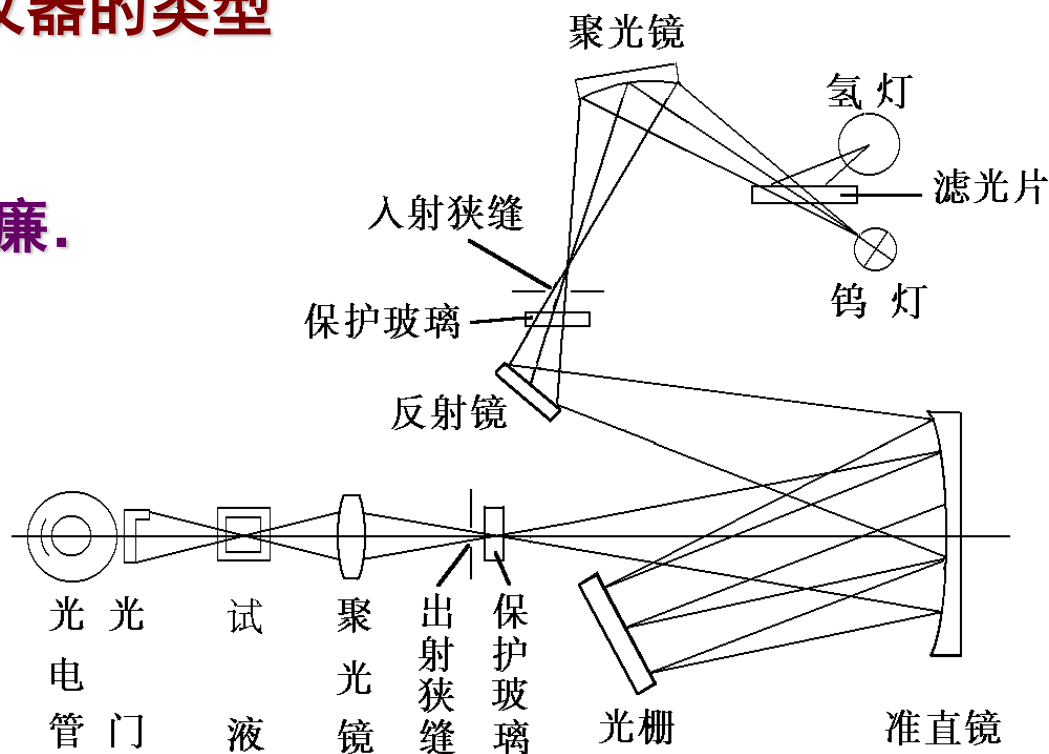 仪器的类型
廉.
聚光镜
氢 灯
滤光片
入射狭缝
钨 灯
保护玻璃
反射镜
光电管
光门
试液
聚光镜
出射狭缝
保护玻璃
光栅
准直镜